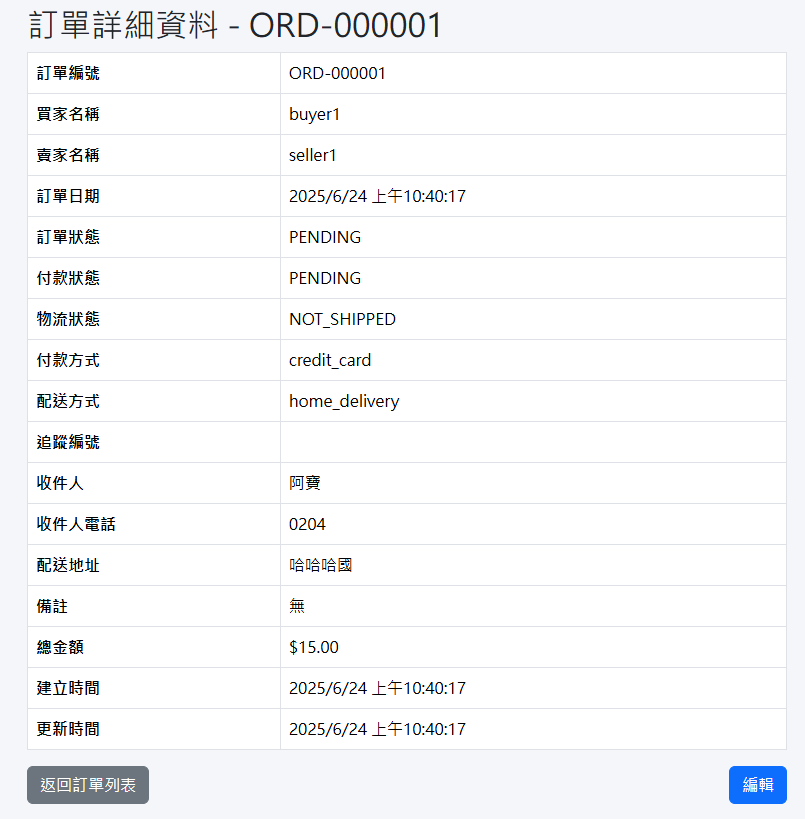 訂單詳細資料 - ORD-000001
訂單編號 ORD-000001
買家名稱 buyer1
賣家名稱 seller1
訂單日期 2025/6/24 上午10:40:17
訂單狀態 PENDING
付款狀態 PENDING
物流狀態 NOT_SHIPPED
付款方式 credit_card
配送方式 home_delivery
追蹤編號
收件人 阿寶
收件人電話 0204
配送地址 哈哈哈國
備註 無
總金額 $15.00
建立時間 2025/6/24 上午10:40:17
更新時間 2025/6/24 上午10:40:17
返回訂單列表 編輯